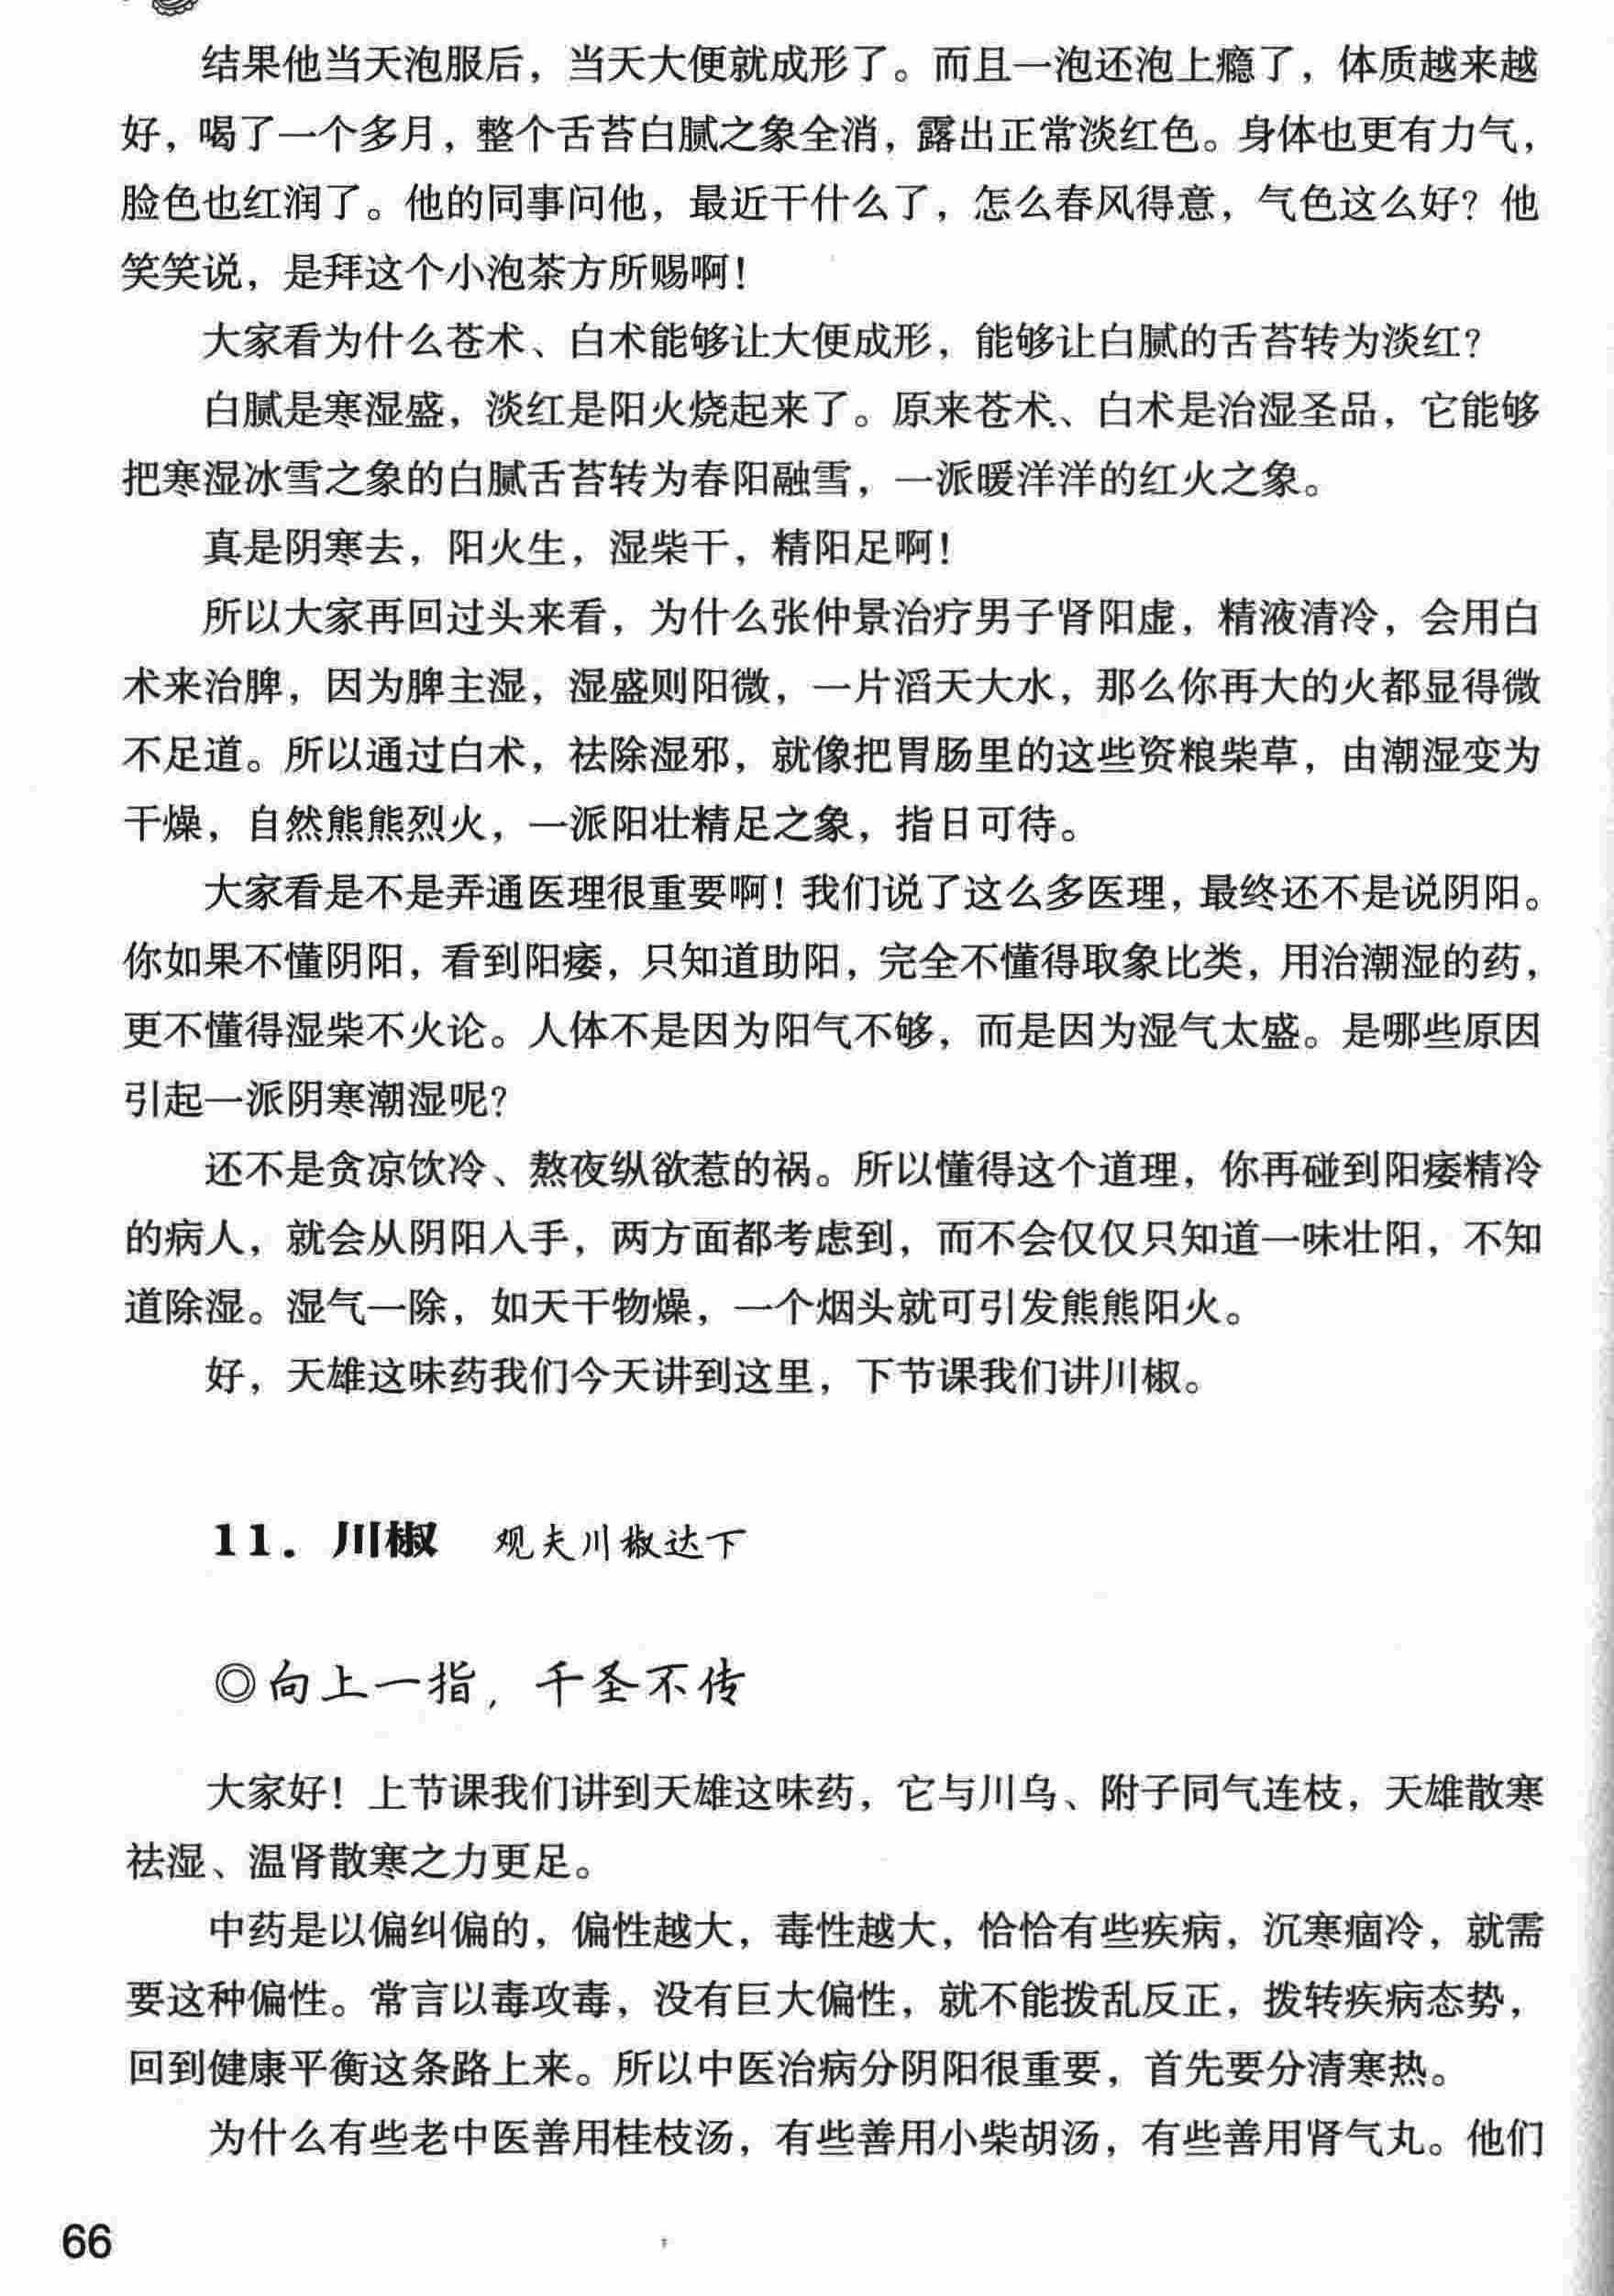 结果他当天泡服后，当天大便就成形了。而且一泡还泡上瘾了，体质越来越
好，喝了一个多月，整个舌苔白腻之象全消，露出正常淡红色。身体也更有力气，
脸色也红润了。他的同事问他，最近干什么了，怎么春风得意，气色这么好？他
笑笑说，是拜这个小泡茶方所赐啊！
大家看为什么苍术、白术能够让大便成形，能够让白腻的舌苔转为淡红？
白腻是寒湿盛，淡红是阳火烧起来了。原来苍术、白术是治湿圣品，它能够
把寒湿冰雪之象的白腻舌苔转为春阳融雪，一派暖洋洋的红火之象。
真是阴寒去，阳火生，湿柴干，精阳足啊！
所以大家再回过头来看，为什么张仲景治疗男子肾阳虚，精液清冷，会用白
术来治脾，因为脾主湿，湿盛则阳微，一片滔天大水，那么你再大的火都显得微
不足道。所以通过白术，祛除湿邪，就像把胃肠里的这些资粮柴草，由潮湿变为
干燥，自然熊熊烈火，一派阳壮精足之象，指日可待。
大家看是不是弄通医理很重要啊！我们说了这么多医理，最终还不是说阴阳。
你如果不懂阴阳，看到阳痿，只知道助阳，完全不懂得取象比类，用治潮湿的药，
更不懂得湿柴不火论。人体不是因为阳气不够，而是因为湿气太盛。是哪些原因
引起一派阴寒潮湿呢？
还不是贪凉饮冷、熬夜纵欲惹的祸。所以懂得这个道理，你再碰到阳痿精冷
的病人，就会从阴阳入手，两方面都考虑到，而不会仅仅只知道一味壮阳，不知
道除湿。湿气一除，如天干物燥，一个烟头就可引发熊熊阳火。
好，天雄这味药我们今天讲到这里，下节课我们讲川椒。
11. 川椒 观夫川椒达下
◎向上一指，千圣不传
大家好！上节课我们讲到天雄这味药，它与川乌、附子同气连枝，天雄散寒
祛湿、温肾散寒之力更足。
中药是以偏纠偏的，偏性越大，毒性越大，恰恰有些疾病，沉寒痼冷，就需
要这种偏性。常言以毒攻毒，没有巨大偏性，就不能拨乱反正，拨转疾病态势，
回到健康平衡这条路上来。所以中医治病分阴阳很重要，首先要分清寒热。
为什么有些老中医善用桂枝汤，有些善用小柴胡汤，有些善用肾气丸。他们
66